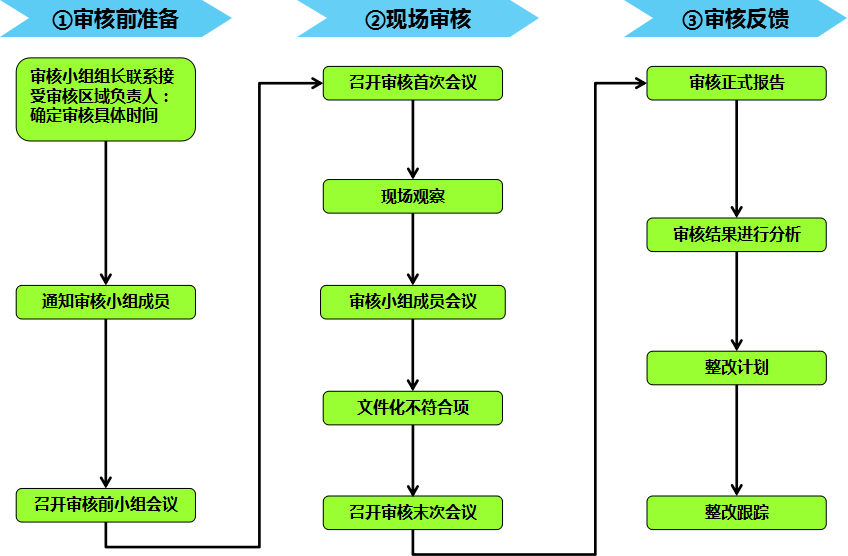 ①审核前准备
审核小组组长联系接
受审核区域负责人：
确定审核具体时间
通知审核小组成员
召开审核前小组会议
②现场审核
召开审核首次会议
现场观察
审核小组成员会议
文件化不符合项
召开审核末次会议
③审核反馈
审核正式报告
审核结果进行分析
整改计划
整改跟踪